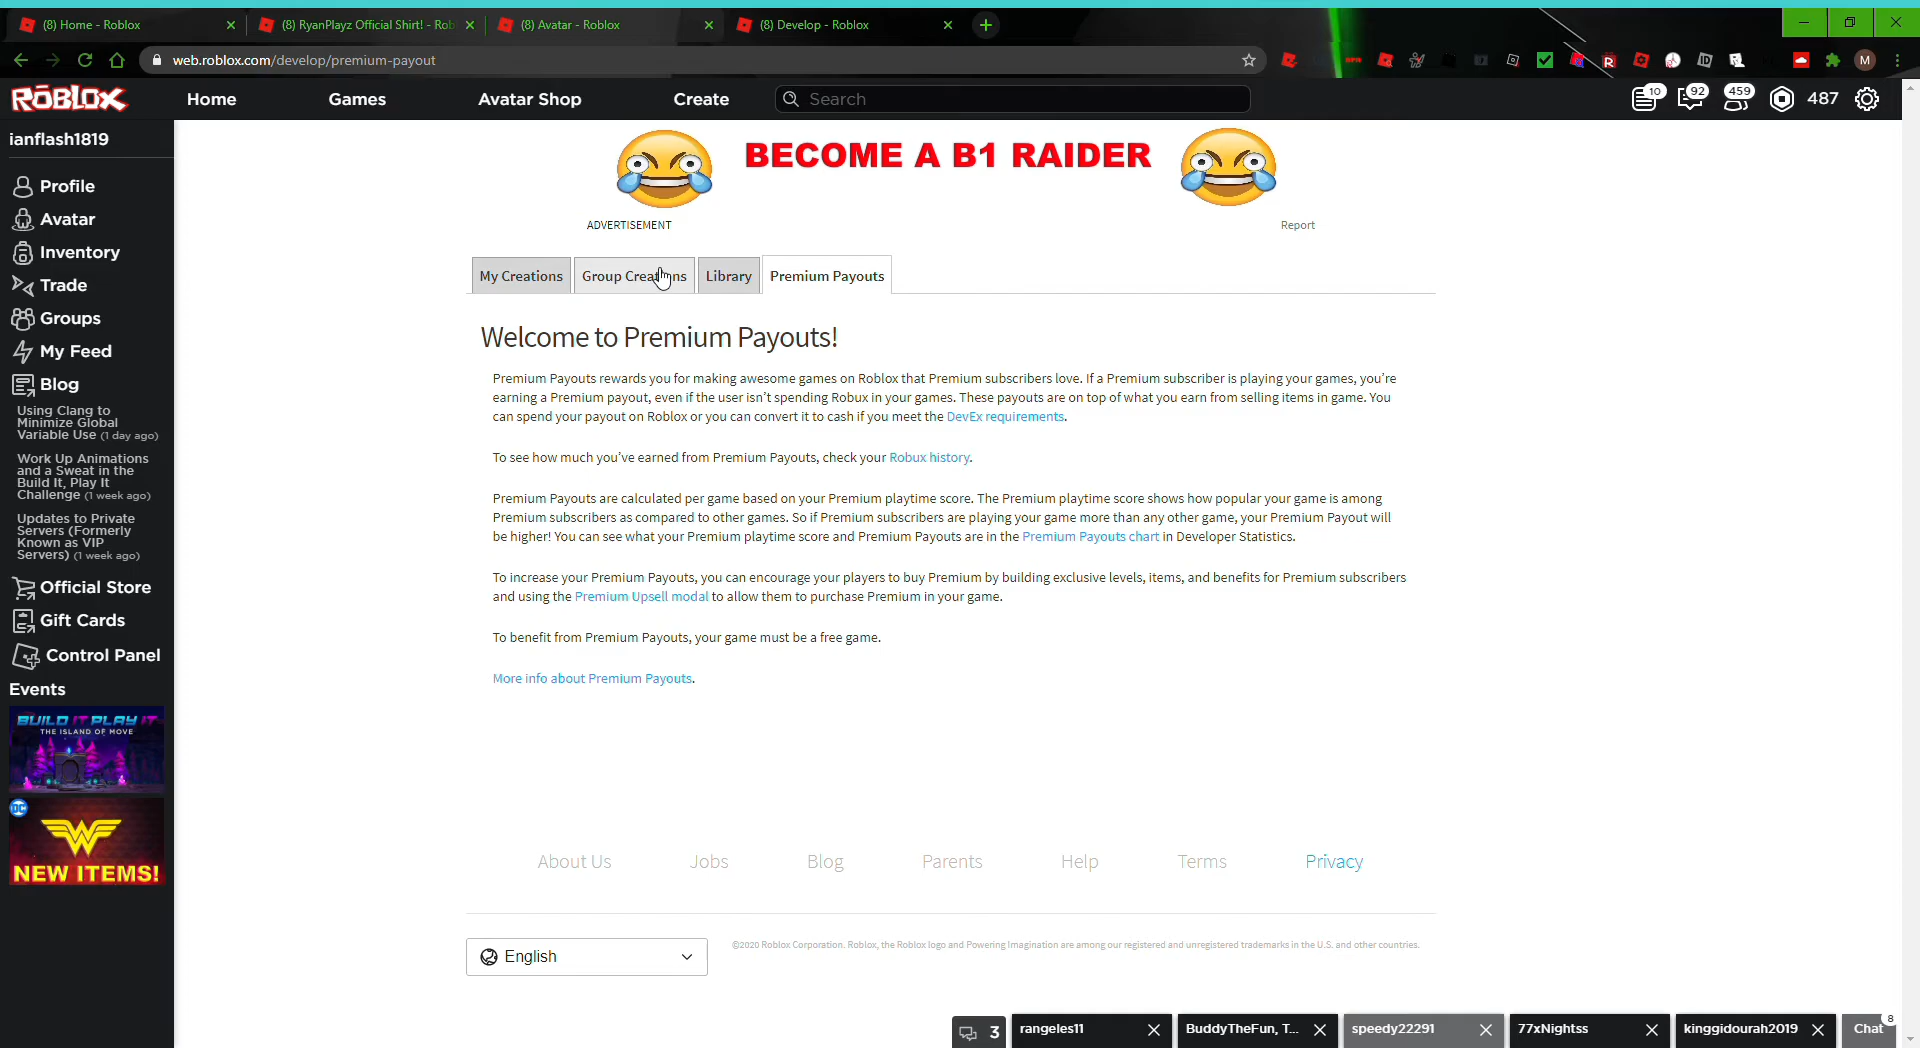 (8) Home - Roblox
(8) RyanPlayz Official Shirt! - Rob
(8) Avatar - Roblox
(8) Develop - Roblox
web.roblox.com/develop/premium-payout
M
ROBLOX
Home
Games
Avatar Shop
Create
Search
10
92
459
487
ianflash1819
Profile
Avatar
Inventory
Trade
Groups
My Feed
Blog
Using Clang to
Minimize Global
Variable Use (1 day ago)
Work Up Animations
and a Sweat in the
Build It, Play It
Challenge (1 week ago)
Updates to Private
Servers (Formerly
Known as VIP
Servers) (1 week ago)
Official Store
Gift Cards
Control Panel
Events
BUILD IT PLAY IT
THE ISLAND OF MOVE
DC
NEW ITEMS!
BECOME A B1 RAIDER
ADVERTISEMENT
Report
My Creations
Group Creations
Library
Premium Payouts
Welcome to Premium Payouts!
Premium Payouts rewards you for making awesome games on Roblox that Premium subscribers love. If a Premium subscriber is playing your games, you're
earning a Premium payout, even if the user isn't spending Robux in your games. These payouts are on top of what you earn from selling items in game. You
can spend your payout on Roblox or you can convert it to cash if you meet the DevEx requirements.
To see how much you've earned from Premium Payouts, check your Robux history.
Premium Payouts are calculated per game based on your Premium playtime score. The Premium playtime score shows how popular your game is among
Premium subscribers as compared to other games. So if Premium subscribers are playing your game more than any other game, your Premium Payout will
be higher! You can see what your Premium playtime score and Premium Payouts are in the Premium Payouts chart in Developer Statistics.
To increase your Premium Payouts, you can encourage your players to buy Premium by building exclusive levels, items, and benefits for Premium subscribers
and using the Premium Upsell modal to allow them to purchase Premium in your game.
To benefit from Premium Payouts, your game must be a free game.
More info about Premium Payouts.
About Us
Jobs
Blog
Parents
Help
Terms
Privacy
English
©2020 Roblox Corporation. Roblox, the Roblox logo and Powering Imagination are among our registered and unregistered trademarks in the U.S. and other countries.
3
rangeles11
BuddyTheFun, T...
speedy22291
77xNightss
kinggidourah2019
Chat
8